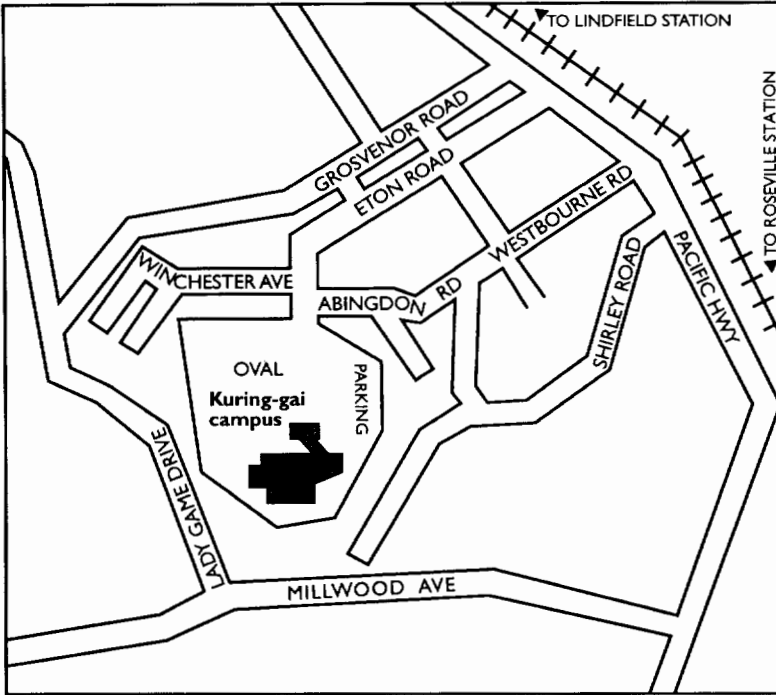 TO LINDFIELD STATION
TO ROSEVILLE STATION
GROSVENOR ROAD
ETON ROAD
WESTBOURNE RD
WINCHESTER AVE
ABINGDON RD
SHIRLEY ROAD
PACIFIC HWY
OVAL
PARKING
Kuring-gai
campus
LADY GAME DRIVE
MILLWOOD AVE